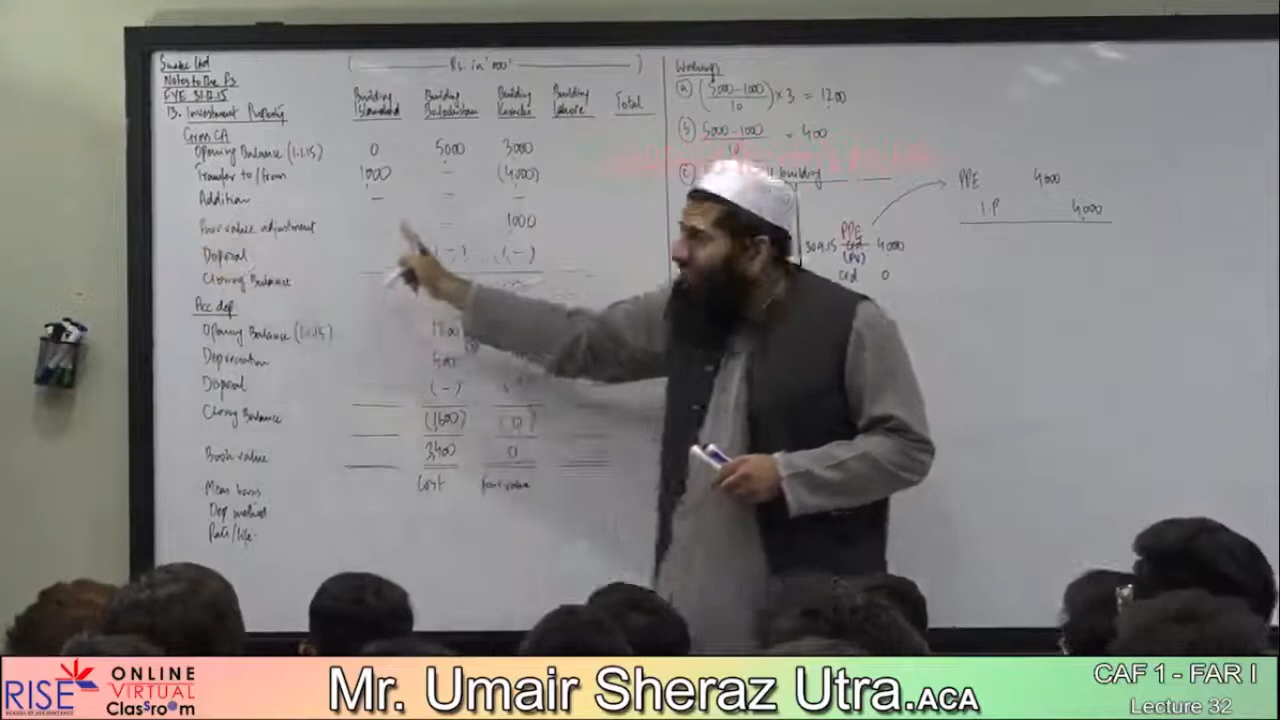 Ltd
Notes to the FS
FYE 31.12.15
( Rs. in '000' )
13. Investment Property
Building Islamabad
Building
Building Karachi
Building Lahore
Total
Gross CA
Opening Balance (1.1.15) 0 5000 3000
Transfer to/from 1000 - (4000)
Addition - - -
Fair value adjustment - 1000
Disposal (-) (-)
Closing Balance
Acc dep
Opening Balance (1.1.15)
Depreciation
Disposal (-)
Closing Balance (1600) (0)
Book value 3400 0
Meas basis Cost fair value
Dep method
Rate/life
Workings
(a) (5000-1000 / 10) x 3 = 1200
(b) 5000-1000 / 10 = 400
(c) building
PPE
30.9.15 4000
(FV)
c/d 0
PPE 4000
I.P 4000
RISE
ONLINE
VIRTUAL
Classroom
Mr. Umair Sheraz Utra.ACA
CAF 1 - FAR I
Lecture 32